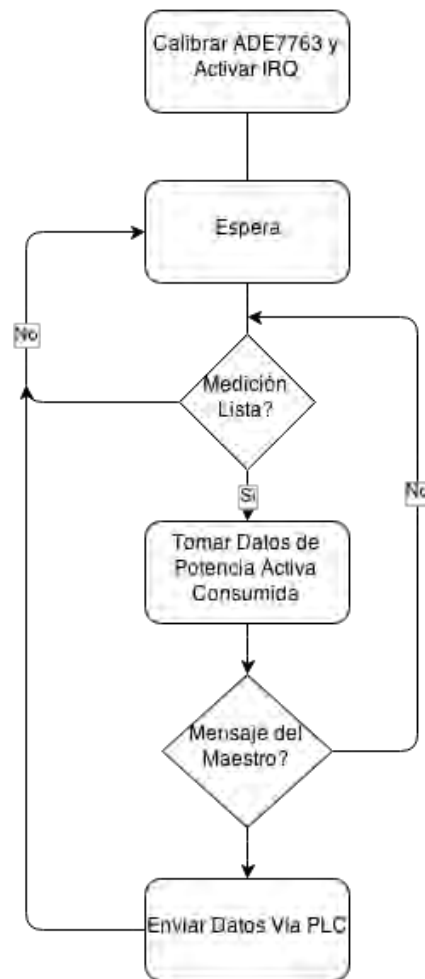 Calibrar ADE7763 y
Activar IRQ
Espera
No
Medición
Lista?
Si
No
Tomar Datos de
Potencia Activa
Consumida
Mensaje del
Maestro?
Enviar Datos Via PLC